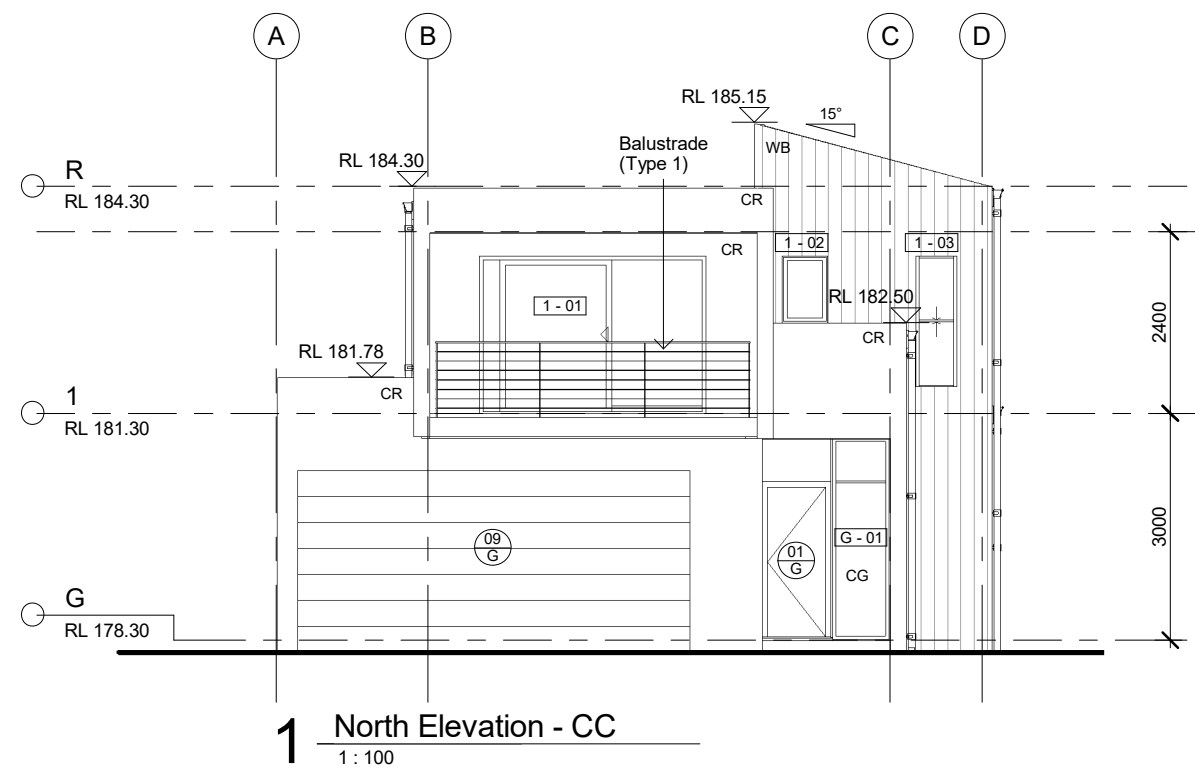 A
B
C
D
RL 185.15
15°
Balustrade
(Type 1)
WB
RL 184.30
R
RL 184.30
CR
CR
1 - 02
1 - 03
1 - 01
RL 182.50
CR
2400
RL 181.78
CR
1
RL 181.30
09
G
01
G
G - 01
CG
3000
G
RL 178.30
1
North Elevation - CC
1 : 100